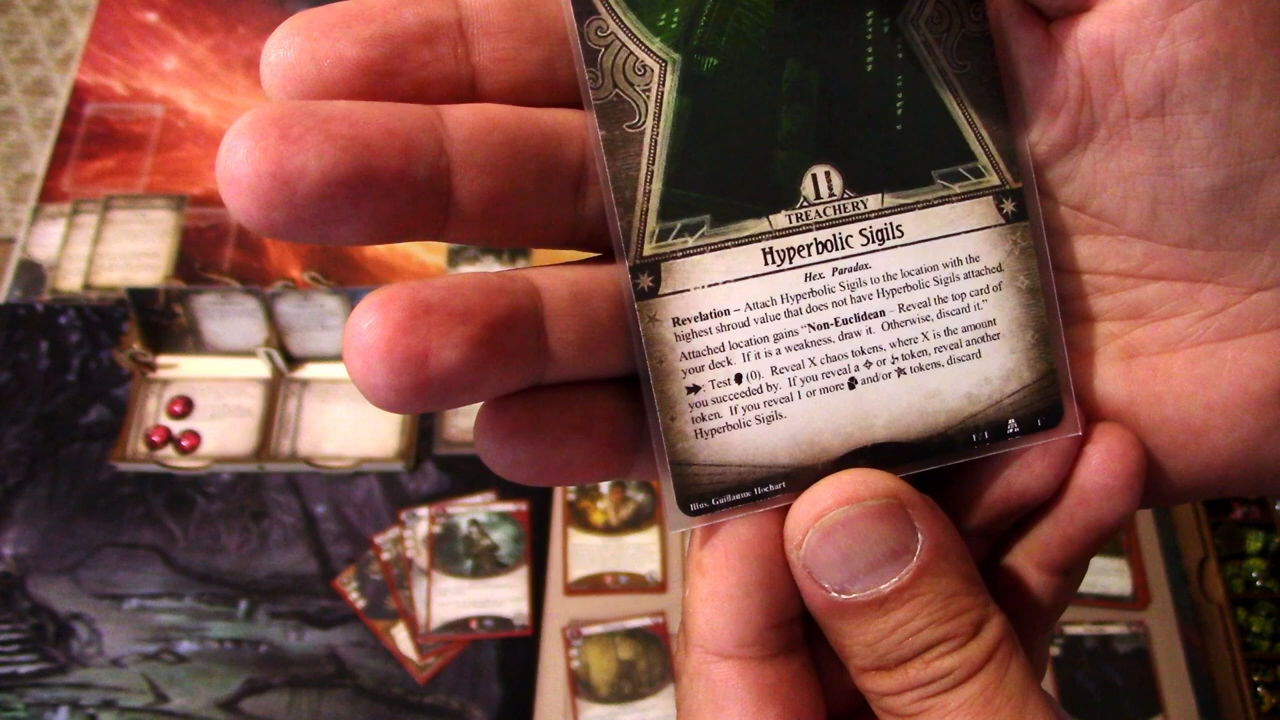 TREACHERY
Hyperbolic Sigils
Hex. Paradox.
Revelation – Attach Hyperbolic Sigils to the location with the
highest shroud value that does not have Hyperbolic Sigils attached.
Attached location gains “Non-Euclidean – Reveal the top card of
your deck. If it is a weakness, draw it. Otherwise, discard it.”
: Test (0). Reveal X chaos tokens, where X is the amount
you succeeded by. If you reveal a or token, reveal another
token. If you reveal 1 or more and/or tokens, discard
Hyperbolic Sigils.
Illus. Guillaume Hochart